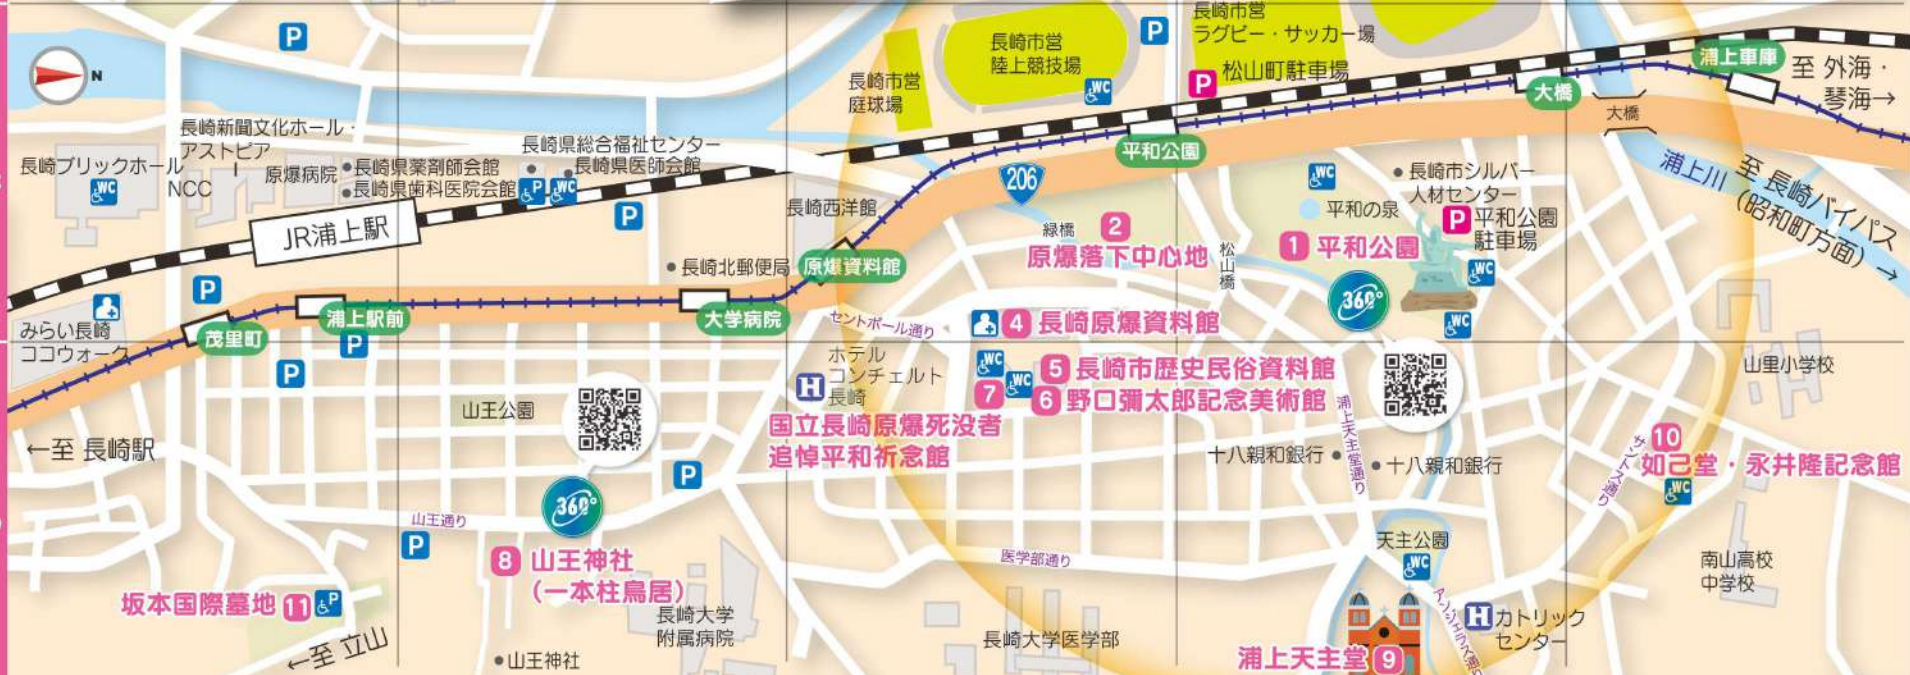 N
P
長崎市営
陸上競技場
WC
P
長崎市営
ラグビー・サッカー場
P 松山町駐車場
長崎市営
庭球場
浦上車庫
至 外海・
琴海→
大橋
大橋
平和公園
206
長崎新聞文化ホール・
アストピア
長崎ブリックホール
WC
NCC
原爆病院
長崎県薬剤師会館
長崎県歯科医院会館
長崎県総合福祉センター
長崎県医師会館
P WC
P
JR浦上駅
長崎西洋館
長崎北郵便局
原爆資料館
緑橋
2
原爆落下中心地
松山橋
WC
平和の泉
1 平和公園
長崎市シルバー
人材センター
P 平和公園
駐車場
WC
WC
360°
浦上川
至 長崎バイパス
(昭和町方面) →
みらい長崎
ココウォーク
P
茂里町
浦上駅前
P
P
大学病院
セントポール通り
4 長崎原爆資料館
WC
WC
5 長崎市歴史民俗資料館
6 野口彌太郎記念美術館
7
国立長崎原爆死没者
追悼平和祈念館
H
ホテル
コンチェルト
長崎
山里小学校
←至 長崎駅
山王公園
P
360°
山王通り
P
8 山王神社
(一本柱鳥居)
坂本国際墓地 11 P
←至 立山
山王神社
長崎大学
附属病院
医学部通り
長崎大学医学部
浦上天主堂通り
十八親和銀行
十八親和銀行
サントス通り
10
如己堂・永井隆記念館
WC
天主公園
WC
南山高校
中学校
浦上天主堂 9
H カトリック
センター